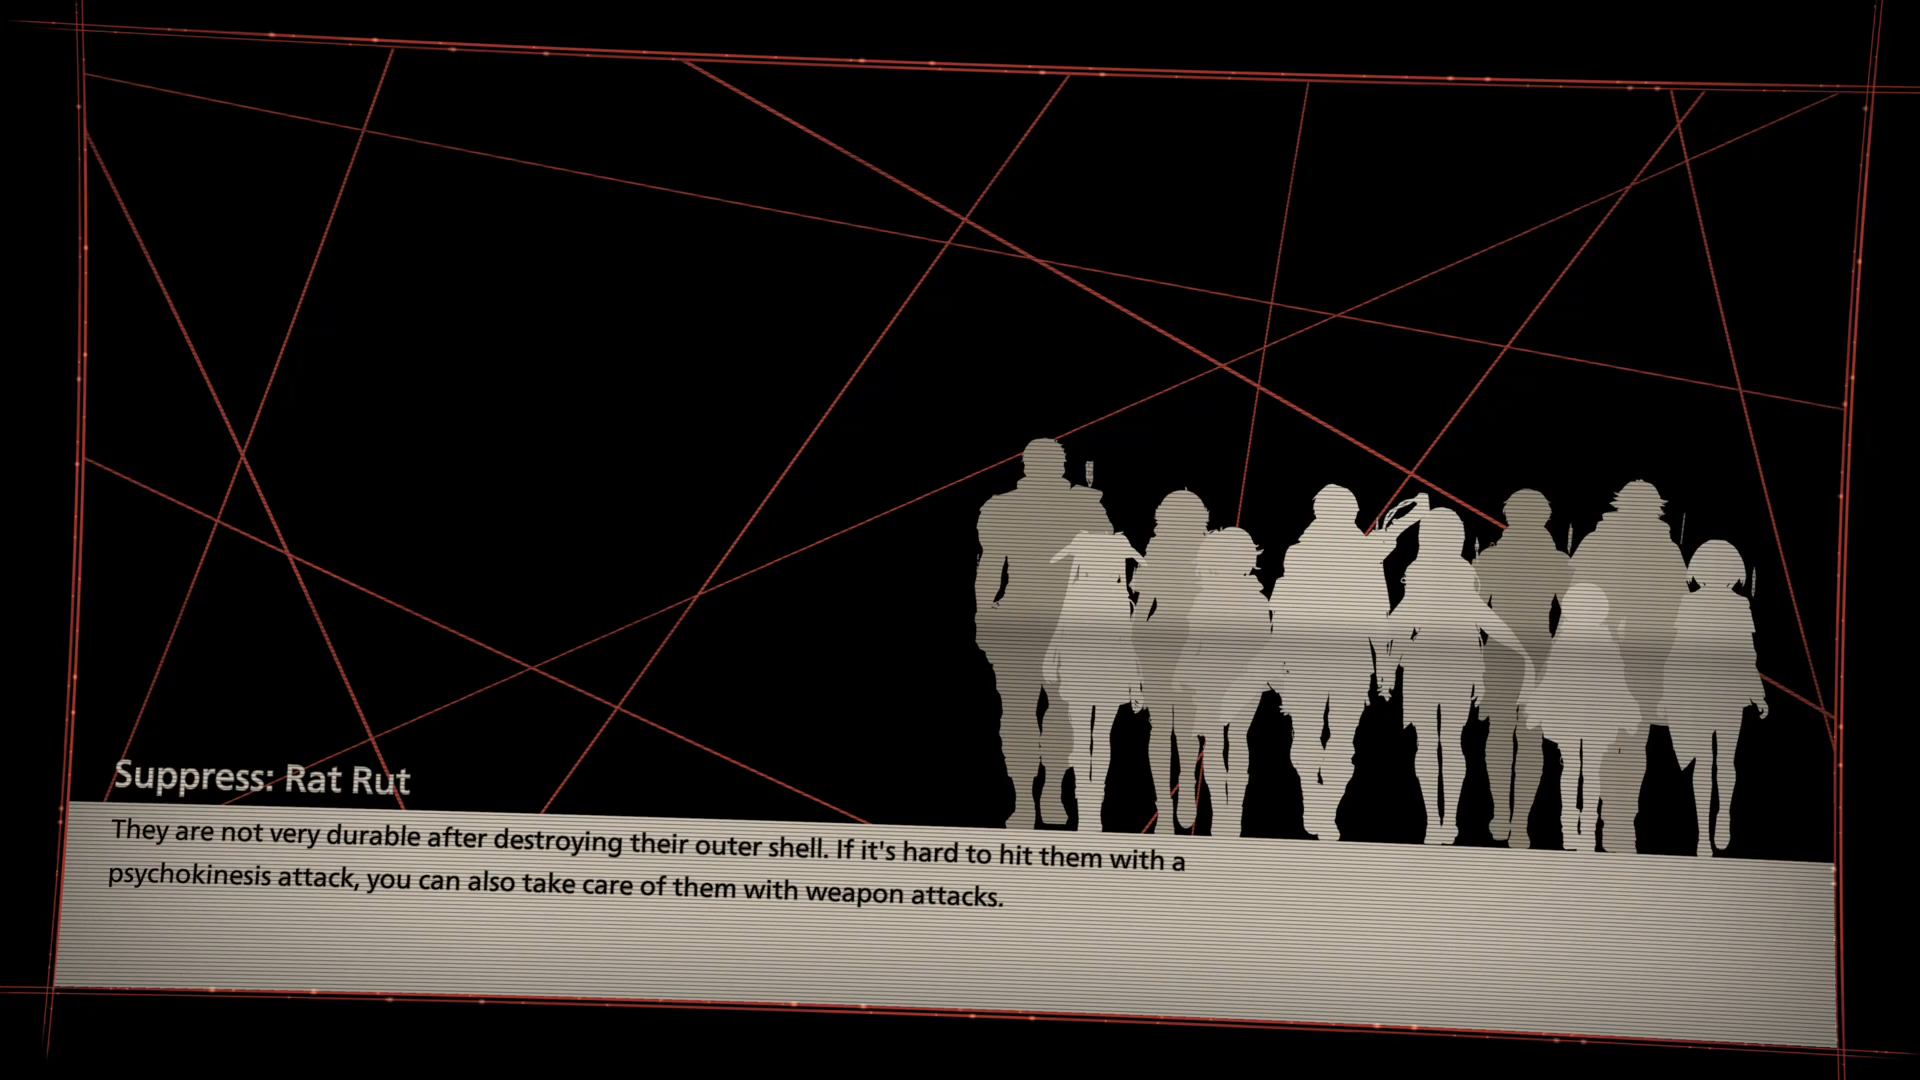 Suppress: Rat Rut
They are not very durable after destroying their outer shell. If it's hard to hit them with a
psychokinesis attack, you can also take care of them with weapon attacks.